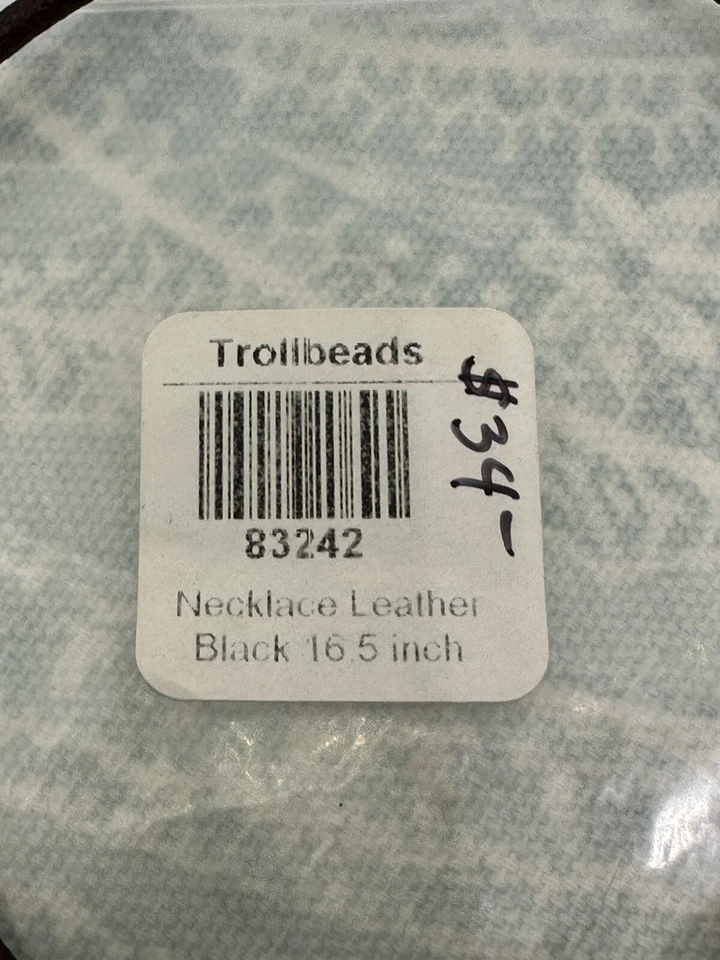 Trollbeads
83242
Necklace Leather
Black 16.5 inch
$34-